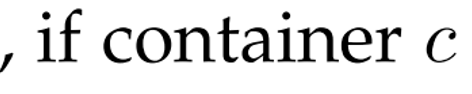 , if container c